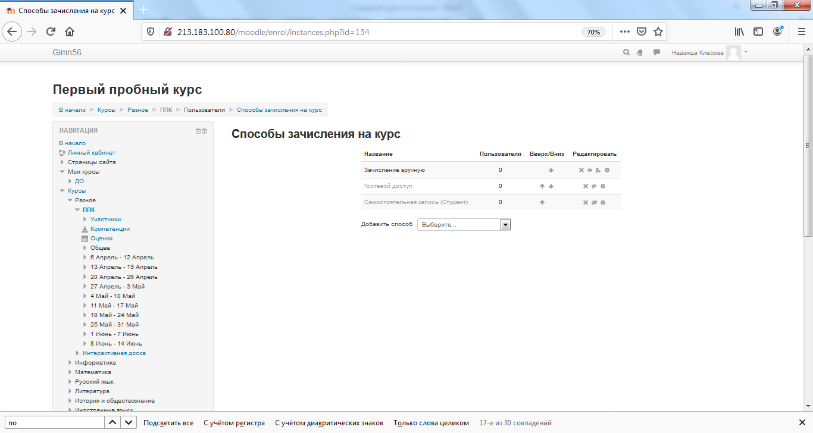 Способы зачисления на курс
213.183.100.80/moodle/enrol/instances.php?id=134
70%
Gimn56
Надежда Клесова
Первый пробный курс
В начало ► Курсы ► Разное ► ППК ► Пользователи ► Способы зачисления на курс
НАВИГАЦИЯ
В начало
Личный кабинет
Страницы сайта
Мои курсы
ДО
Курсы
Разное
ППК
Участники
Компетенции
Оценки
Общее
6 Апрель - 12 Апрель
13 Апрель - 19 Апрель
20 Апрель - 26 Апрель
27 Апрель - 3 Май
4 Май - 10 Май
11 Май - 17 Май
18 Май - 24 Май
25 Май - 31 Май
1 Июнь - 7 Июнь
8 Июнь - 14 Июнь
Интерактивная доска
Информатика
Математика
Русский язык
Литература
История и обществознание
Иностранные языки
Способы зачисления на курс
Название Пользователи Вверх/Вниз Редактировать
Зачисление вручную 0
Гостевой доступ 0
Самостоятельная запись (Студент) 0
Добавить способ Выберите...
по Подсветить все С учётом регистра С учётом диакритических знаков Только слова целиком 17-е из 30 совпадений